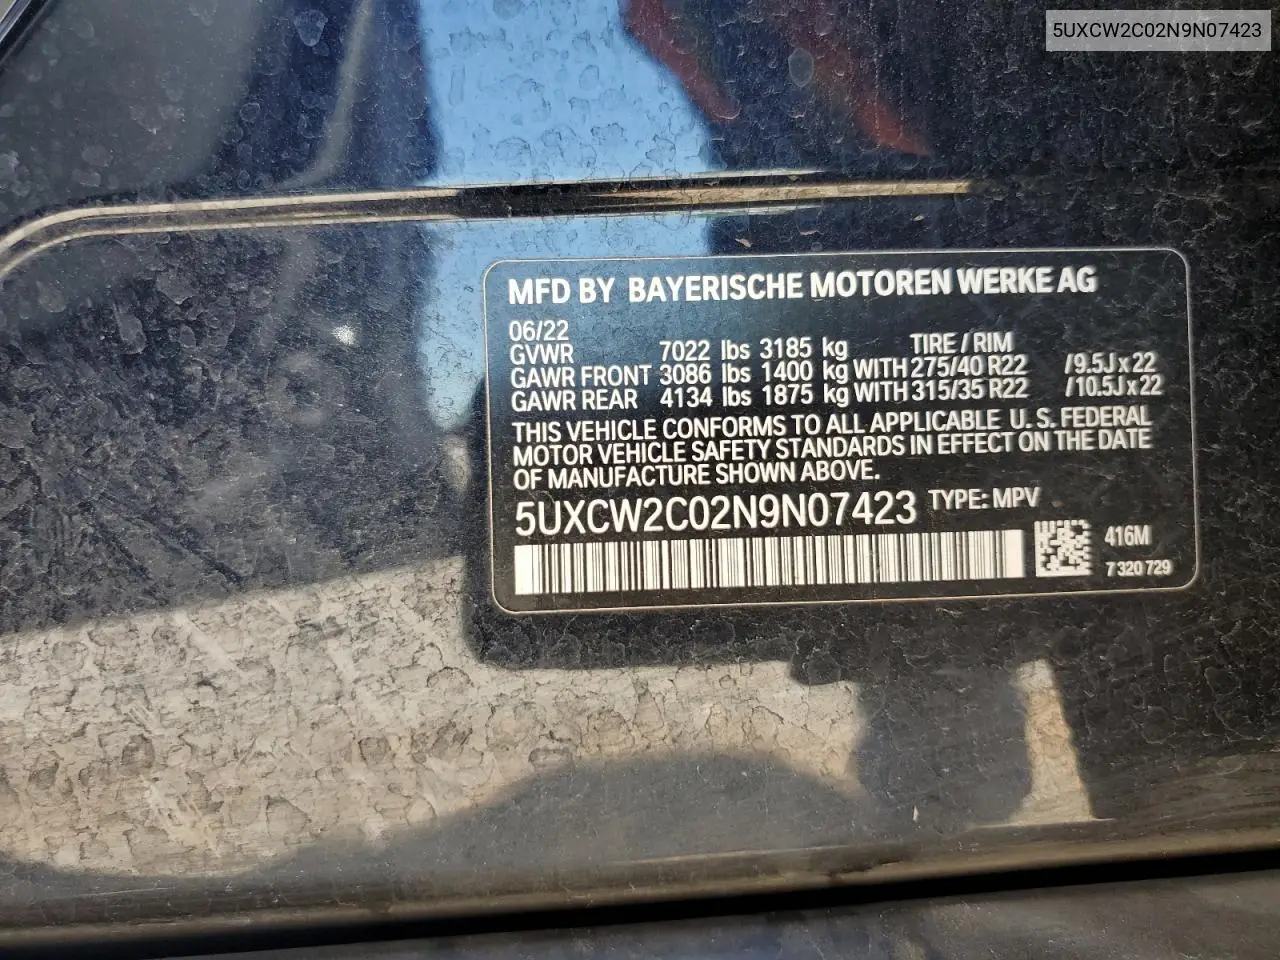 5UXCW2C02N9N07423
MFD BY BAYERISCHE MOTOREN WERKE AG
06/22
GVWR 7022 lbs 3185 kg TIRE / RIM
GAWR FRONT 3086 lbs 1400 kg WITH 275/40 R22 /9.5J x 22
GAWR REAR 4134 lbs 1875 kg WITH 315/35 R22 /10.5J x 22
THIS VEHICLE CONFORMS TO ALL APPLICABLE U.S. FEDERAL
MOTOR VEHICLE SAFETY STANDARDS IN EFFECT ON THE DATE
OF MANUFACTURE SHOWN ABOVE.
5UXCW2C02N9N07423 TYPE: MPV
416M
7 320 729